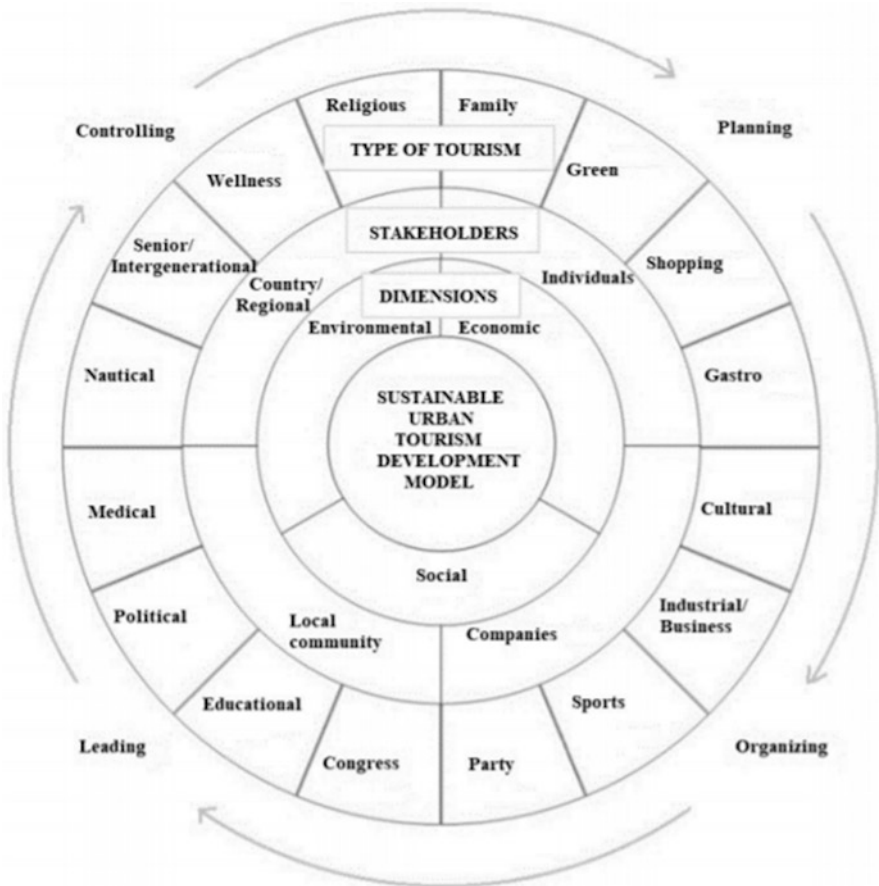 Religious
Family
Controlling
Planning
TYPE OF TOURISM
Wellness
Green
STAKEHOLDERS
Senior/
Intergenerational
Shopping
Country/
Regional
Individuals
DIMENSIONS
Environmental
Economic
Nautical
Gastro
SUSTAINABLE
URBAN
TOURISM
DEVELOPMENT
MODEL
Medical
Cultural
Social
Political
Industrial/
Business
Local
community
Companies
Educational
Sports
Leading
Organizing
Congress
Party